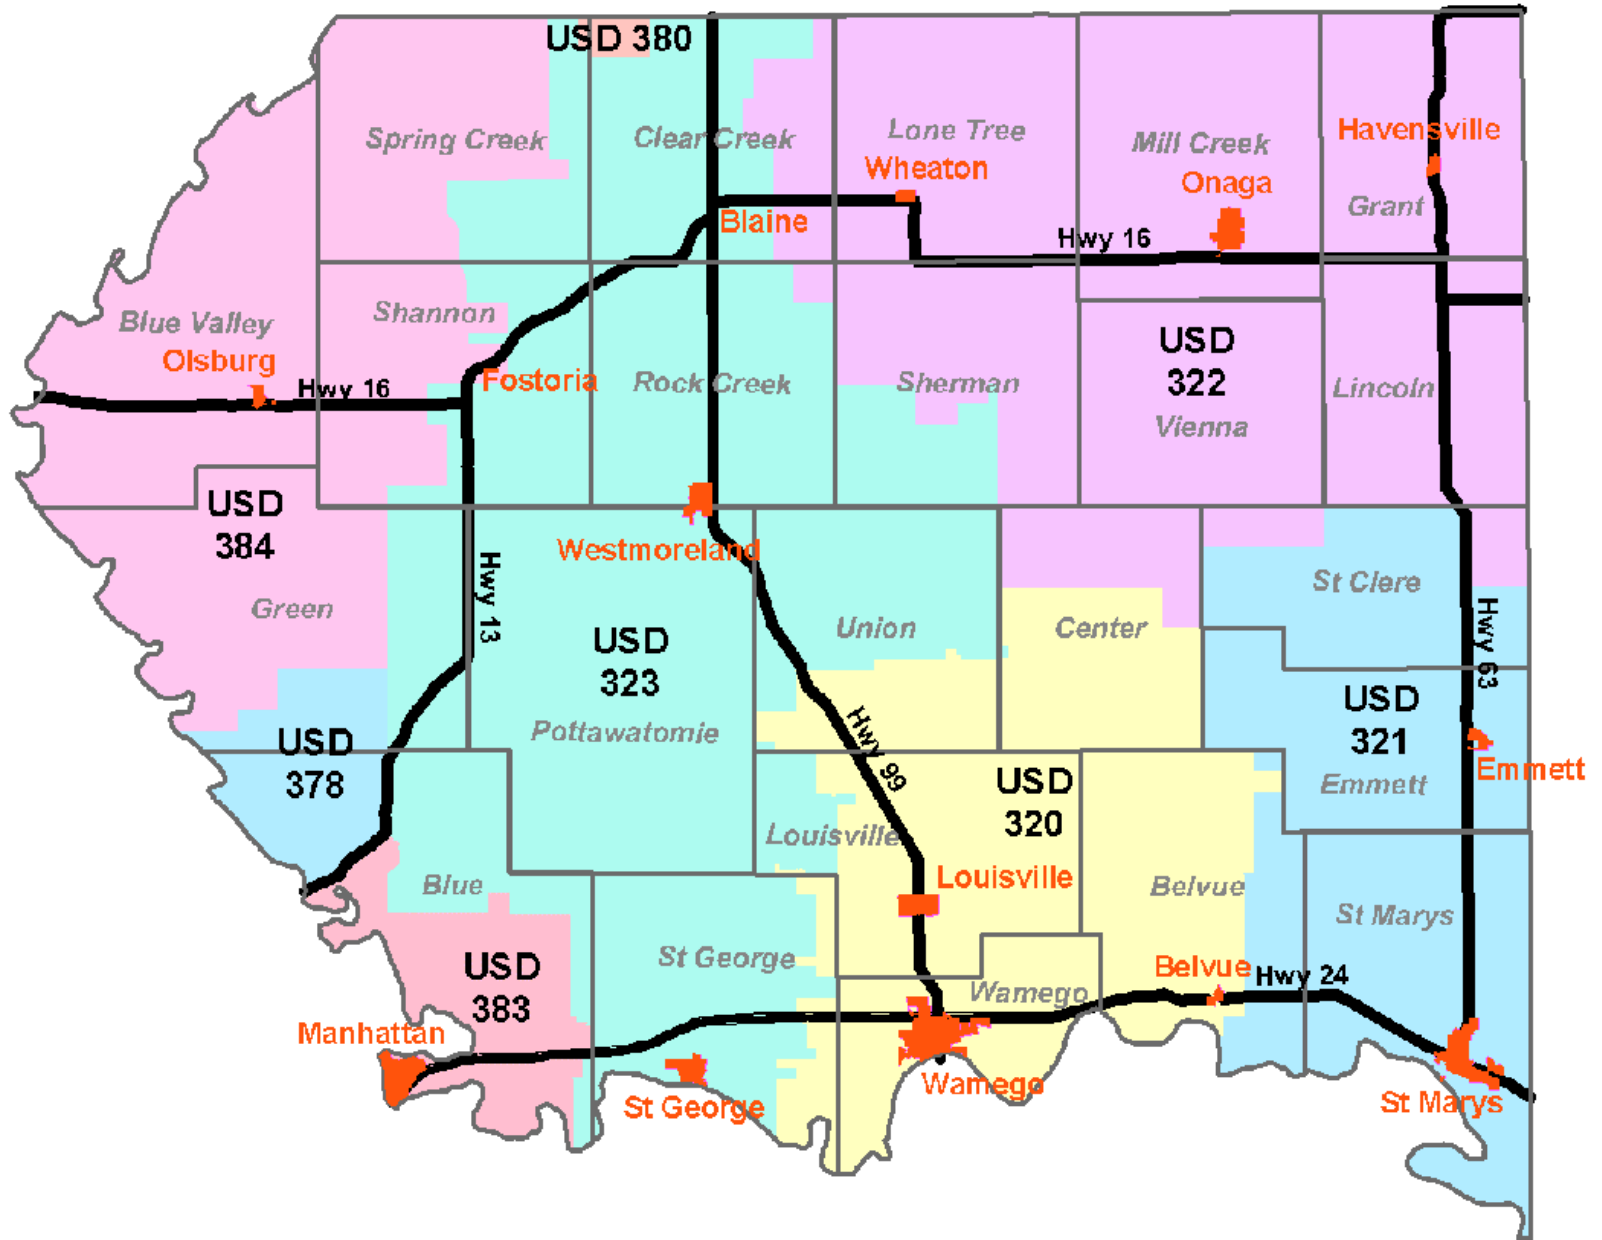 USD 380
Spring Creek
Clear Creek
Lone Tree
Mill Creek
Havensville
Wheaton
Onaga
Grant
Blaine
Hwy 16
Blue Valley
Shannon
Olsburg
Hwy 16
Fostoria
Rock Creek
Sherman
USD
322
Vienna
Lincoln
USD
384
Westmoreland
Hwy 13
Green
USD
323
Pottawatomie
Union
Center
St Clere
Hwy 63
USD
321
Emmett
Emmett
USD
378
Hwy 99
USD
320
Louisville
Louisville
Blue
Belvue
St Marys
USD
383
St George
Wamego
Belvue
Hwy 24
Manhattan
St George
Wamego
St Marys